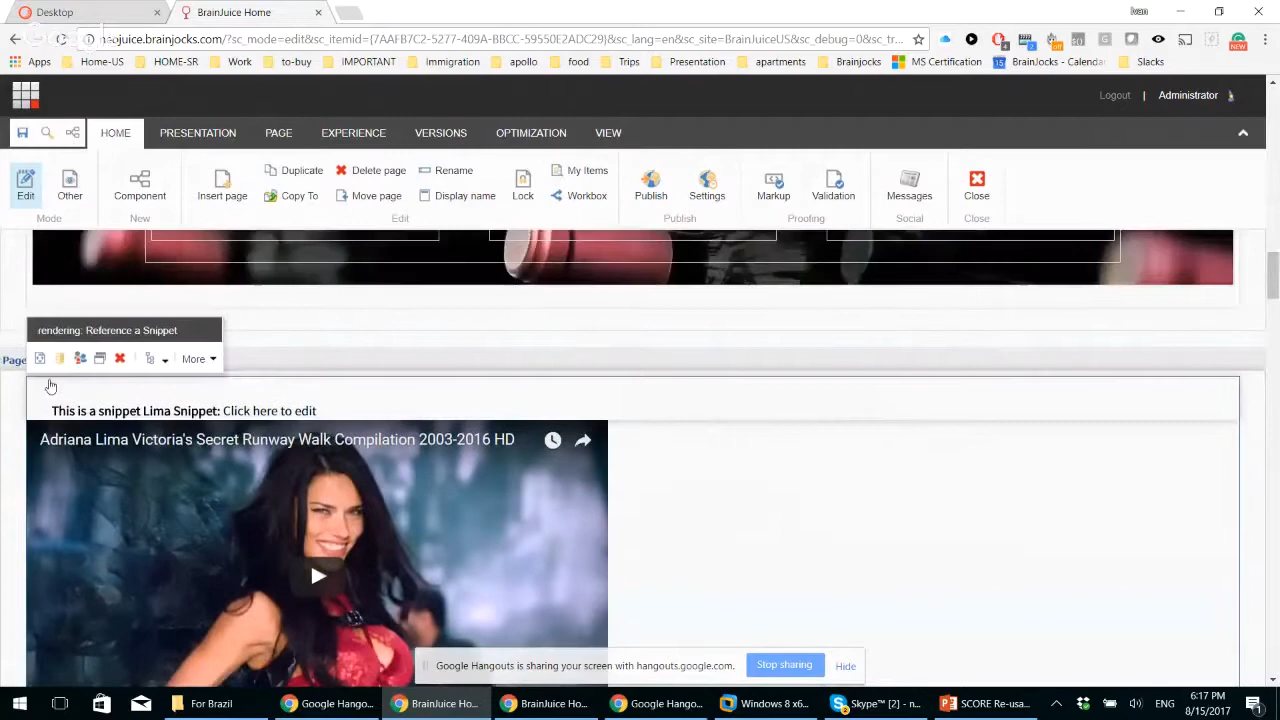 Desktop
BrainJuice Home
Ivan
ajuice.brainjocks.com/?sc_mode=edit&sc_itemid={7AAFB7C2-5277-409A-BBCC-59550E2ADC29}&sc_lang=en&sc_site=BrainJuiceUS&sc_debug=0&sc_tr...
Apps Home-US HOME-SR Work to-buy IMPORTANT Immigration apollo food Trips Presentation apartments Brainjocks MS Certification BrainJocks - Calenda Slacks
Logout | Administrator
HOME PRESENTATION PAGE EXPERIENCE VERSIONS OPTIMIZATION VIEW
Duplicate Delete page Rename My Items
Edit Other Component Insert page Copy To Move page Display name Lock Workbox Publish Settings Markup Validation Messages Close
Mode New Edit Publish Proofing Social Close
rendering: Reference a Snippet
Page More
This is a snippet Lima Snippet: Click here to edit
Adriana Lima Victoria's Secret Runway Walk Compilation 2003-2016 HD
Google Hangouts is sharing your screen with hangouts.google.com. Stop sharing Hide
For Brazil Google Hango... BrainJuice Ho... BrainJuice Ho... Google Hango... Windows 8 x6... Skype™ [2] - n... SCORE Re-usa... ENG
6:17 PM
8/15/2017